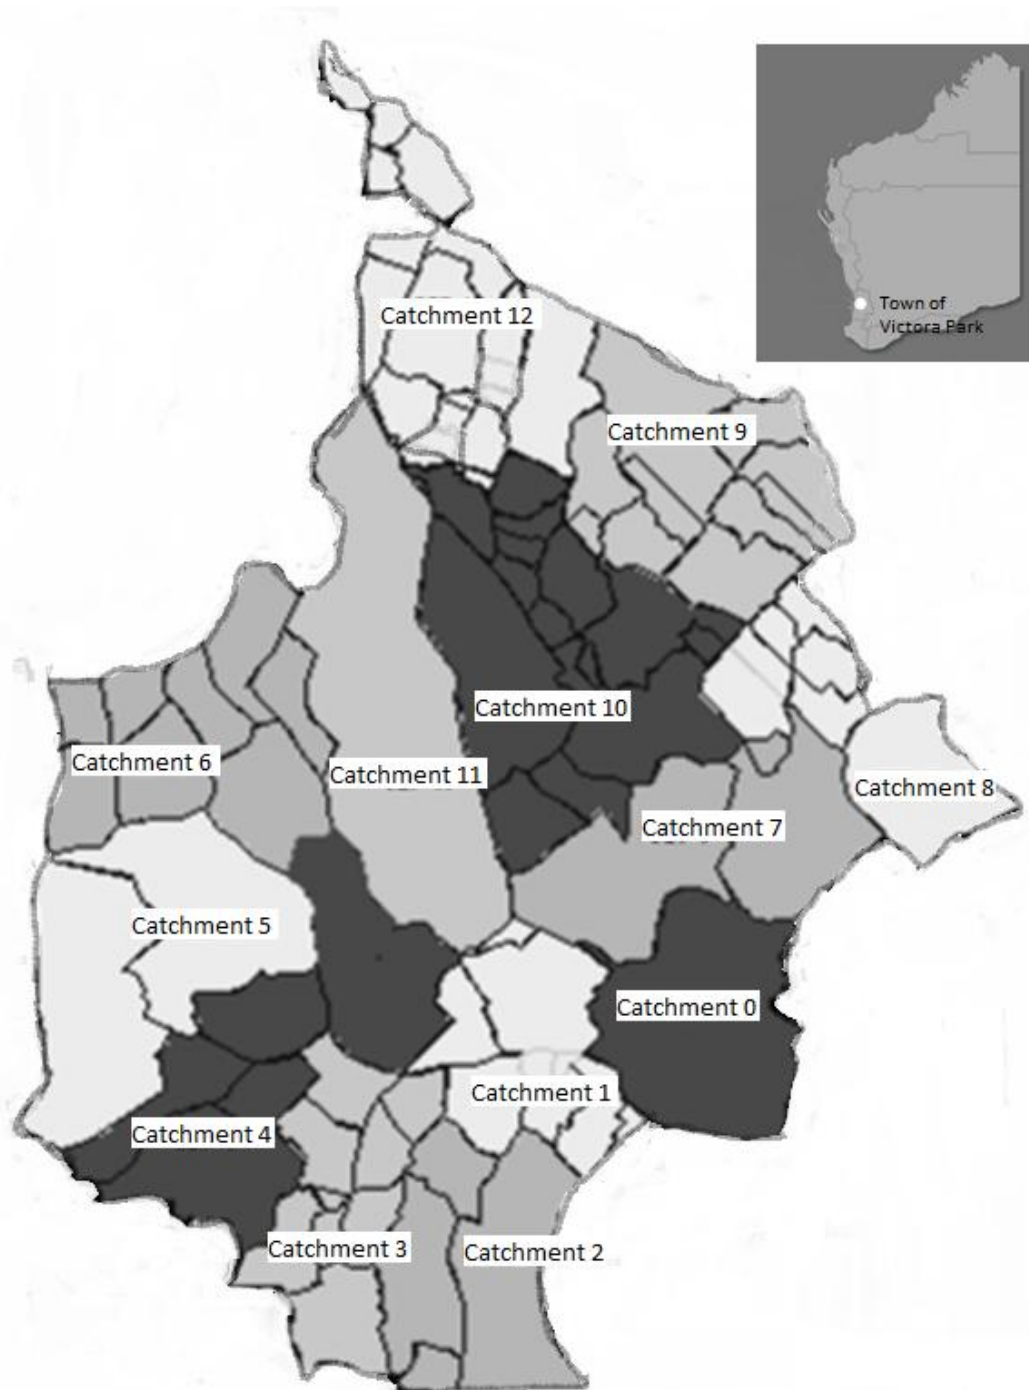 Town of
Victora Park
Catchment 12
Catchment 9
Catchment 10
Catchment 6
Catchment 11
Catchment 8
Catchment 7
Catchment 5
Catchment 0
Catchment 1
Catchment 4
Catchment 3
Catchment 2